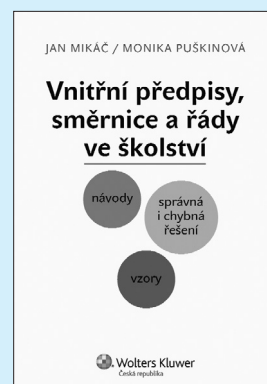 JAN MIKÁČ / MONIKA PUŠKINOVÁ
Vnitřní předpisy,
směrnice a řády
ve školství
návody
správná
i chybná
řešení
vzory
Wolters Kluwer
Česká republika